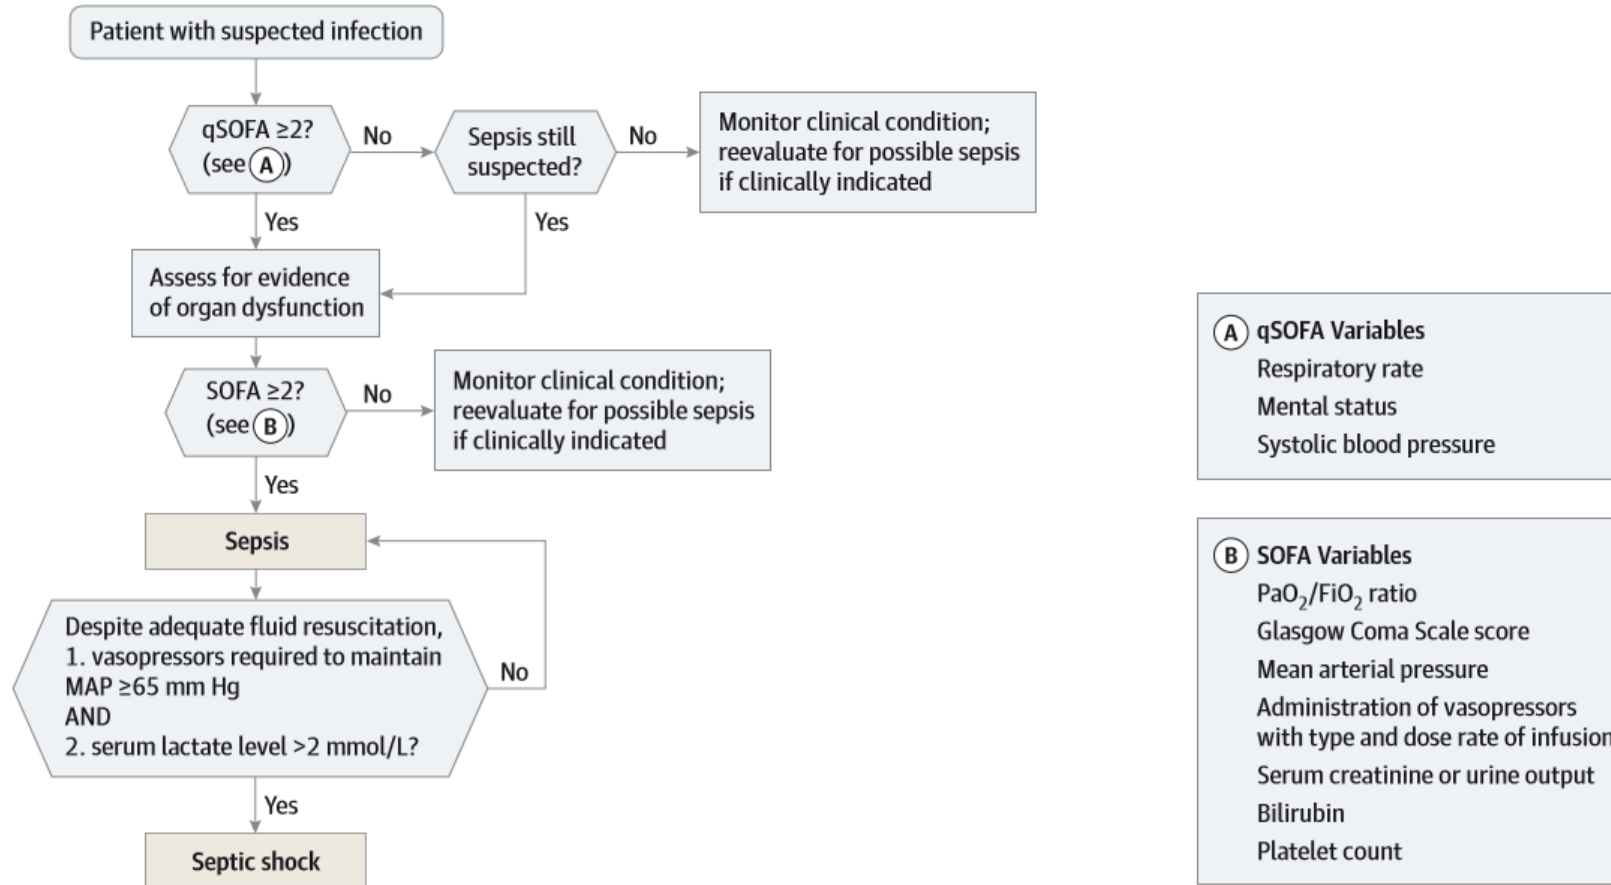 Patient with suspected infection
qSOFA ≥2?
(see A)
No
Sepsis still
suspected?
No
Monitor clinical condition;
reevaluate for possible sepsis
if clinically indicated
Yes
Yes
Assess for evidence
of organ dysfunction
SOFA ≥2?
(see B)
No
Monitor clinical condition;
reevaluate for possible sepsis
if clinically indicated
Yes
Sepsis
Despite adequate fluid resuscitation,
1. vasopressors required to maintain
MAP ≥65 mm Hg
AND
2. serum lactate level >2 mmol/L?
No
Yes
Septic shock
A qSOFA Variables
Respiratory rate
Mental status
Systolic blood pressure
B SOFA Variables
PaO₂/FiO₂ ratio
Glasgow Coma Scale score
Mean arterial pressure
Administration of vasopressors
with type and dose rate of infusion
Serum creatinine or urine output
Bilirubin
Platelet count